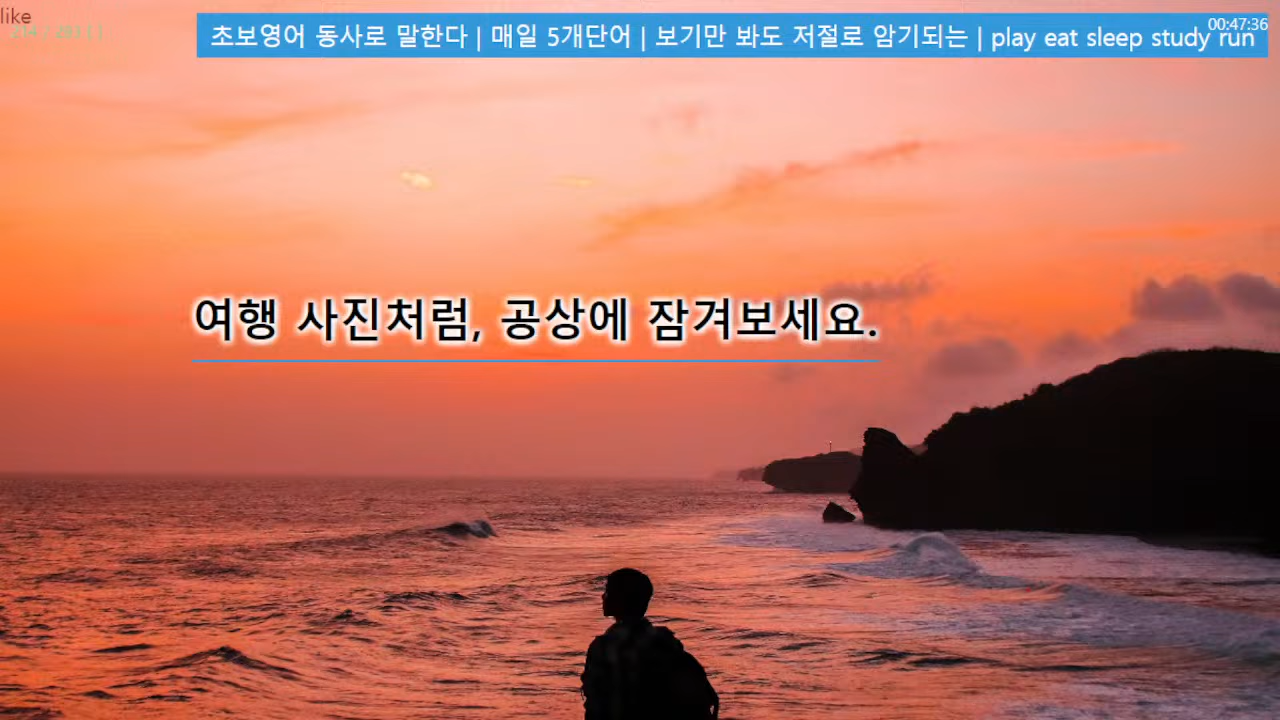 like
초보영어 동사로 말한다 | 매일 5개단어 | 보기만 봐도 저절로 암기되는 | play eat sleep study run
00:47:36
여행 사진처럼, 공상에 잠겨보세요.